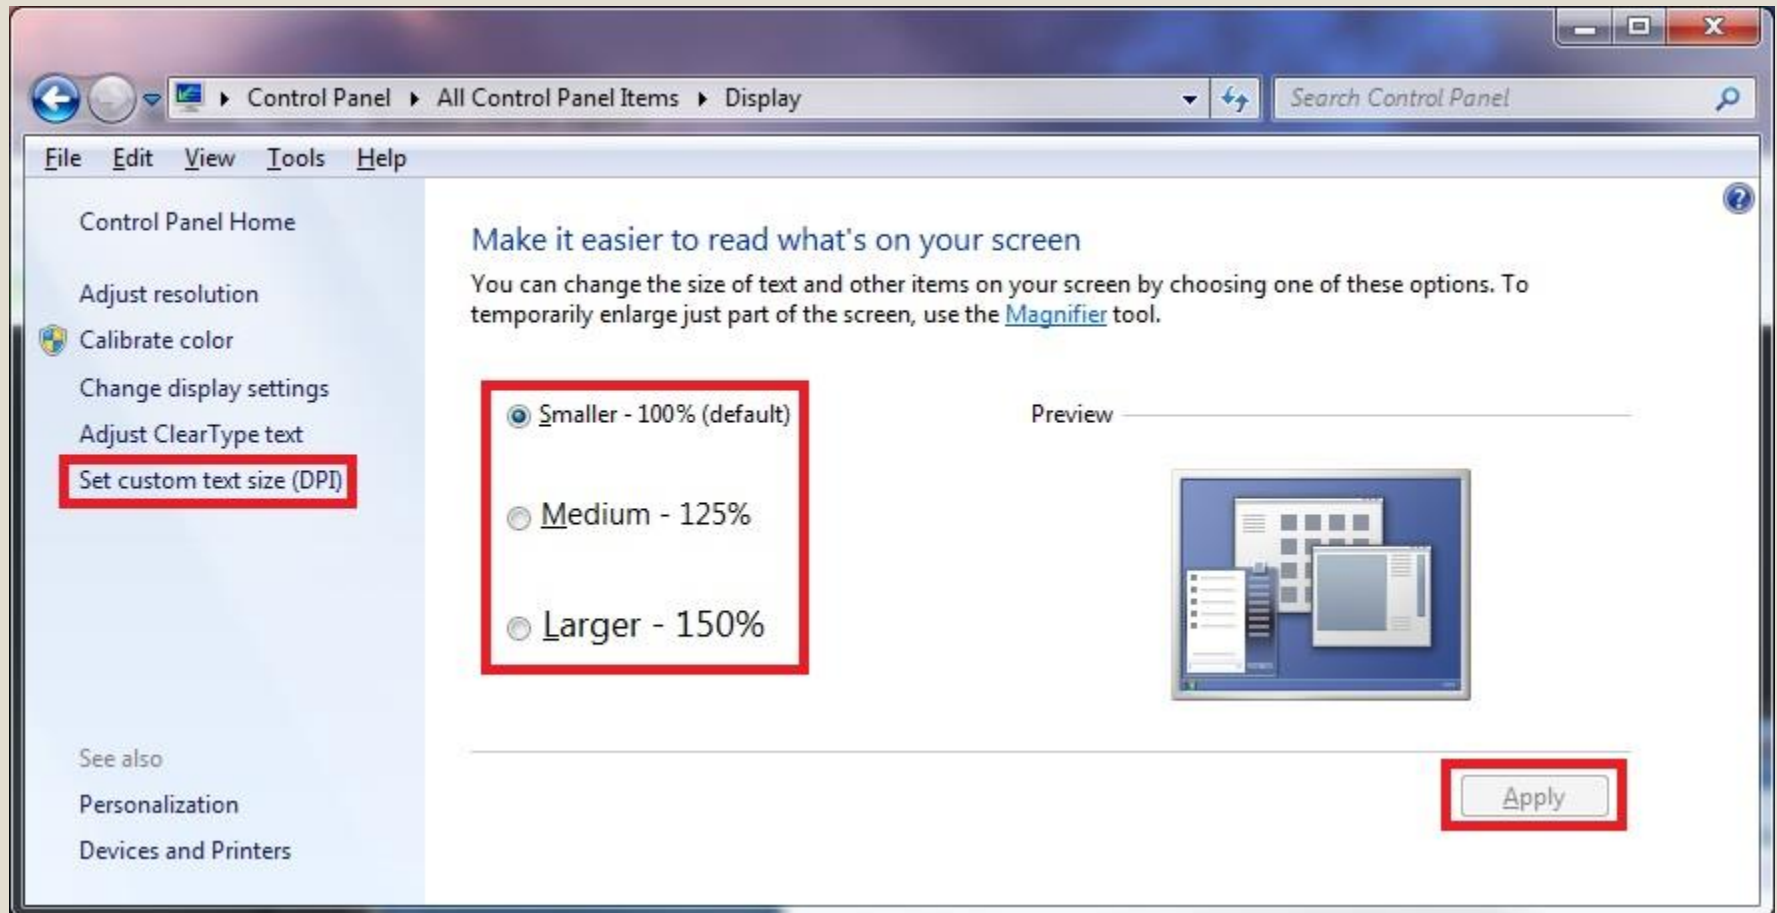 Control Panel All Control Panel Items Display
Search Control Panel
File Edit View Tools Help
Control Panel Home
Adjust resolution
Calibrate color
Change display settings
Adjust ClearType text
Set custom text size (DPI)
See also
Personalization
Devices and Printers
Make it easier to read what's on your screen
You can change the size of text and other items on your screen by choosing one of these options. To
temporarily enlarge just part of the screen, use the Magnifier tool.
Smaller - 100% (default)
Medium - 125%
Larger - 150%
Preview
Apply